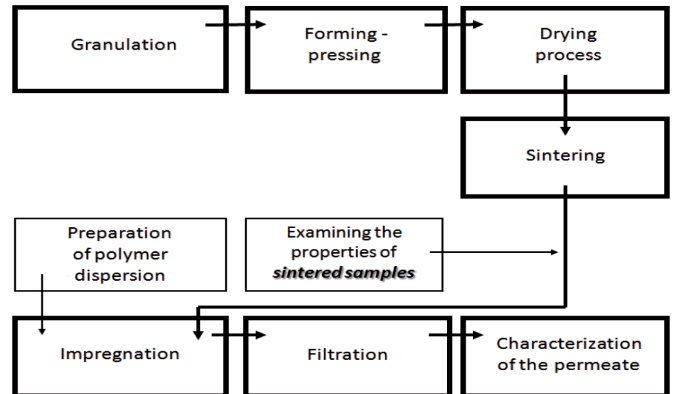 Granulation
Forming -
pressing
Drying
process
Sintering
Preparation
of polymer
dispersion
Examining the
properties of
sintered samples
Impregnation
Filtration
Characterization
of the permeate